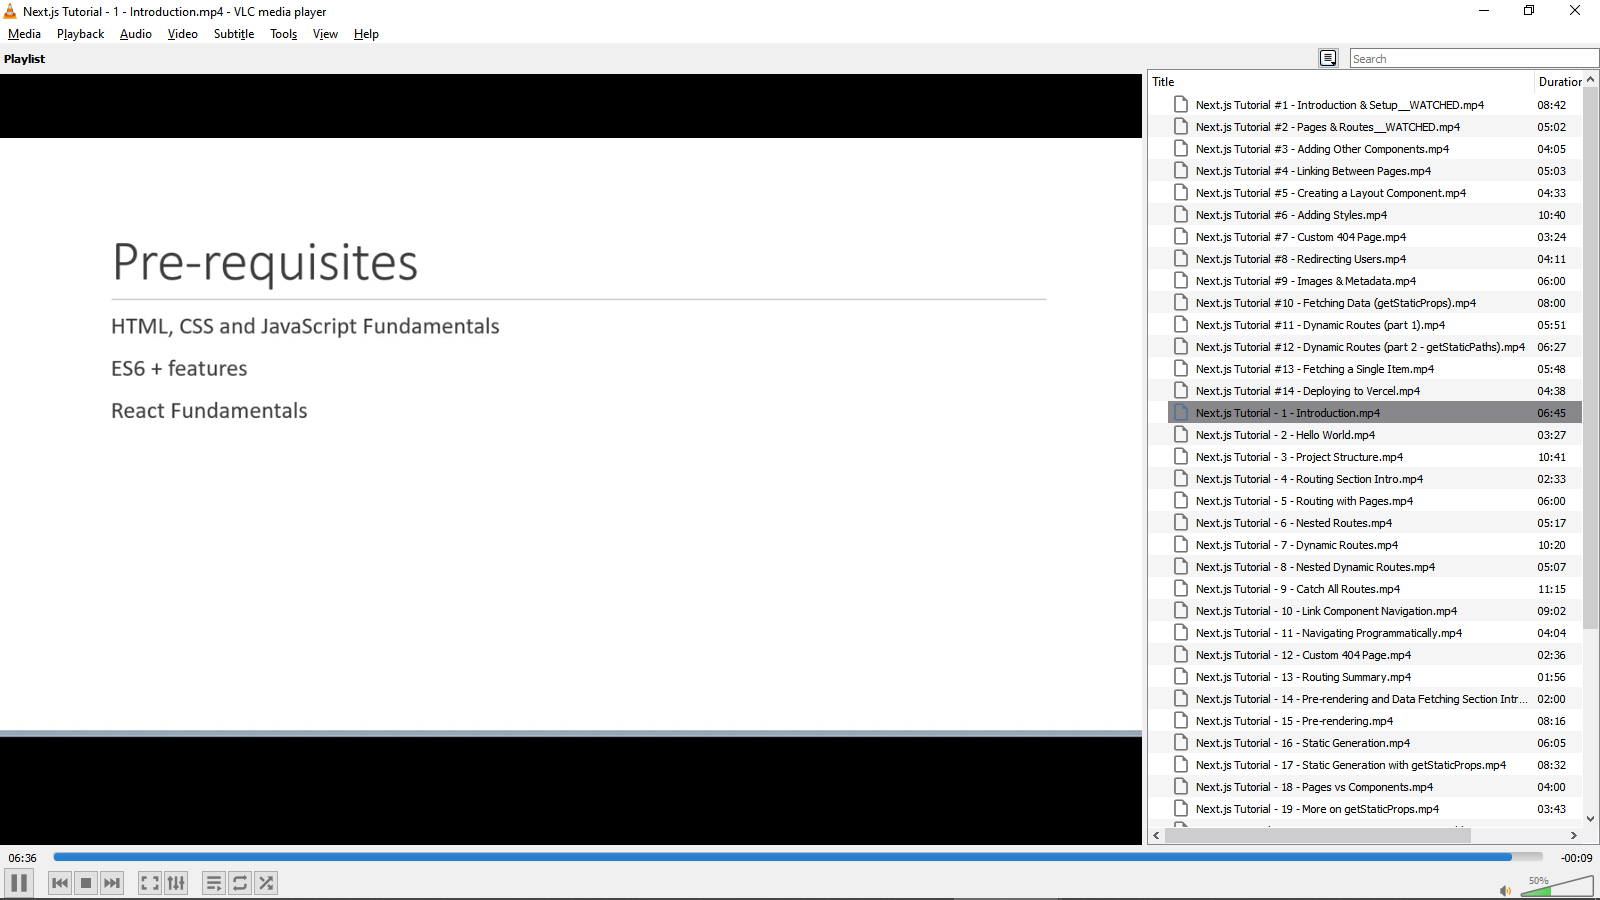 Next.js Tutorial - 1 - Introduction.mp4 - VLC media player
Media Playback Audio Video Subtitle Tools View Help
Playlist
Search
Pre-requisites
HTML, CSS and JavaScript Fundamentals
ES6 + features
React Fundamentals
Title Duration
Next.js Tutorial #1 - Introduction & Setup__WATCHED.mp4 08:42
Next.js Tutorial #2 - Pages & Routes__WATCHED.mp4 05:02
Next.js Tutorial #3 - Adding Other Components.mp4 04:05
Next.js Tutorial #4 - Linking Between Pages.mp4 05:03
Next.js Tutorial #5 - Creating a Layout Component.mp4 04:33
Next.js Tutorial #6 - Adding Styles.mp4 10:40
Next.js Tutorial #7 - Custom 404 Page.mp4 03:24
Next.js Tutorial #8 - Redirecting Users.mp4 04:11
Next.js Tutorial #9 - Images & Metadata.mp4 06:00
Next.js Tutorial #10 - Fetching Data (getStaticProps).mp4 08:00
Next.js Tutorial #11 - Dynamic Routes (part 1).mp4 05:51
Next.js Tutorial #12 - Dynamic Routes (part 2 - getStaticPaths).mp4 06:27
Next.js Tutorial #13 - Fetching a Single Item.mp4 05:48
Next.js Tutorial #14 - Deploying to Vercel.mp4 04:38
Next.js Tutorial - 1 - Introduction.mp4 06:45
Next.js Tutorial - 2 - Hello World.mp4 03:27
Next.js Tutorial - 3 - Project Structure.mp4 10:41
Next.js Tutorial - 4 - Routing Section Intro.mp4 02:33
Next.js Tutorial - 5 - Routing with Pages.mp4 06:00
Next.js Tutorial - 6 - Nested Routes.mp4 05:17
Next.js Tutorial - 7 - Dynamic Routes.mp4 10:20
Next.js Tutorial - 8 - Nested Dynamic Routes.mp4 05:07
Next.js Tutorial - 9 - Catch All Routes.mp4 11:15
Next.js Tutorial - 10 - Link Component Navigation.mp4 09:02
Next.js Tutorial - 11 - Navigating Programmatically.mp4 04:04
Next.js Tutorial - 12 - Custom 404 Page.mp4 02:36
Next.js Tutorial - 13 - Routing Summary.mp4 01:56
Next.js Tutorial - 14 - Pre-rendering and Data Fetching Section Intr... 02:00
Next.js Tutorial - 15 - Pre-rendering.mp4 08:16
Next.js Tutorial - 16 - Static Generation.mp4 06:05
Next.js Tutorial - 17 - Static Generation with getStaticProps.mp4 08:32
Next.js Tutorial - 18 - Pages vs Components.mp4 04:00
Next.js Tutorial - 19 - More on getStaticProps.mp4 03:43
06:36 -00:09
50%